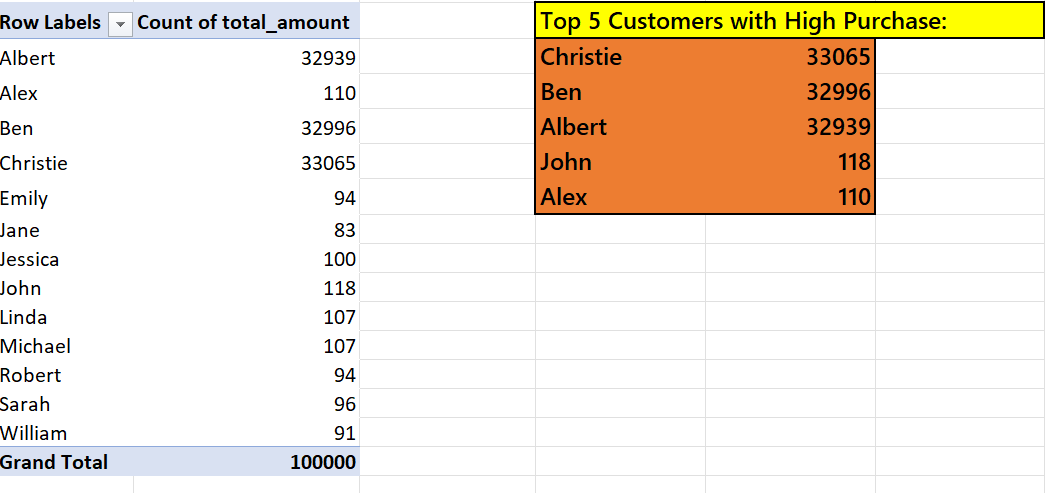 Row Labels Count of total_amount
Albert 32939
Alex 110
Ben 32996
Christie 33065
Emily 94
Jane 83
Jessica 100
John 118
Linda 107
Michael 107
Robert 94
Sarah 96
William 91
Grand Total 100000
Top 5 Customers with High Purchase:
Christie 33065
Ben 32996
Albert 32939
John 118
Alex 110